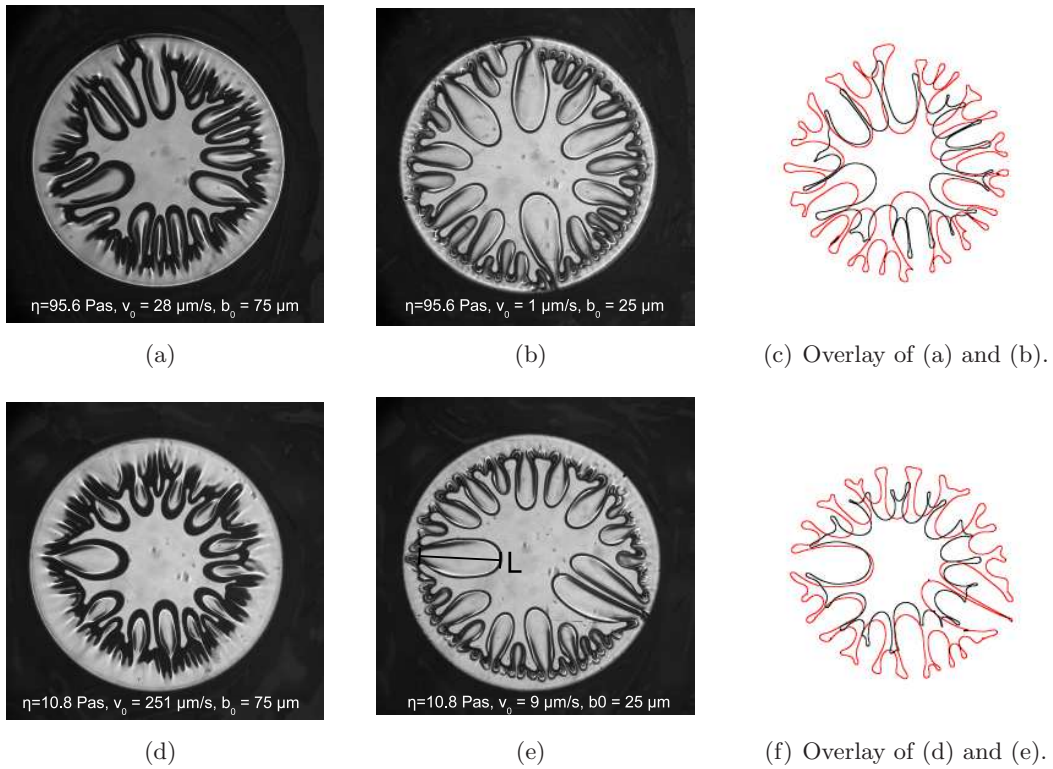 η=95.6 Pas, v₀ = 28 µm/s, b₀ = 75 µm
η=95.6 Pas, v₀ = 1 µm/s, b₀ = 25 µm
(a)
(b)
(c) Overlay of (a) and (b).
L
η=10.8 Pas, v₀ = 251 µm/s, b₀ = 75 µm
η=10.8 Pas, v₀ = 9 µm/s, b0 = 25 µm
(d)
(e)
(f) Overlay of (d) and (e).